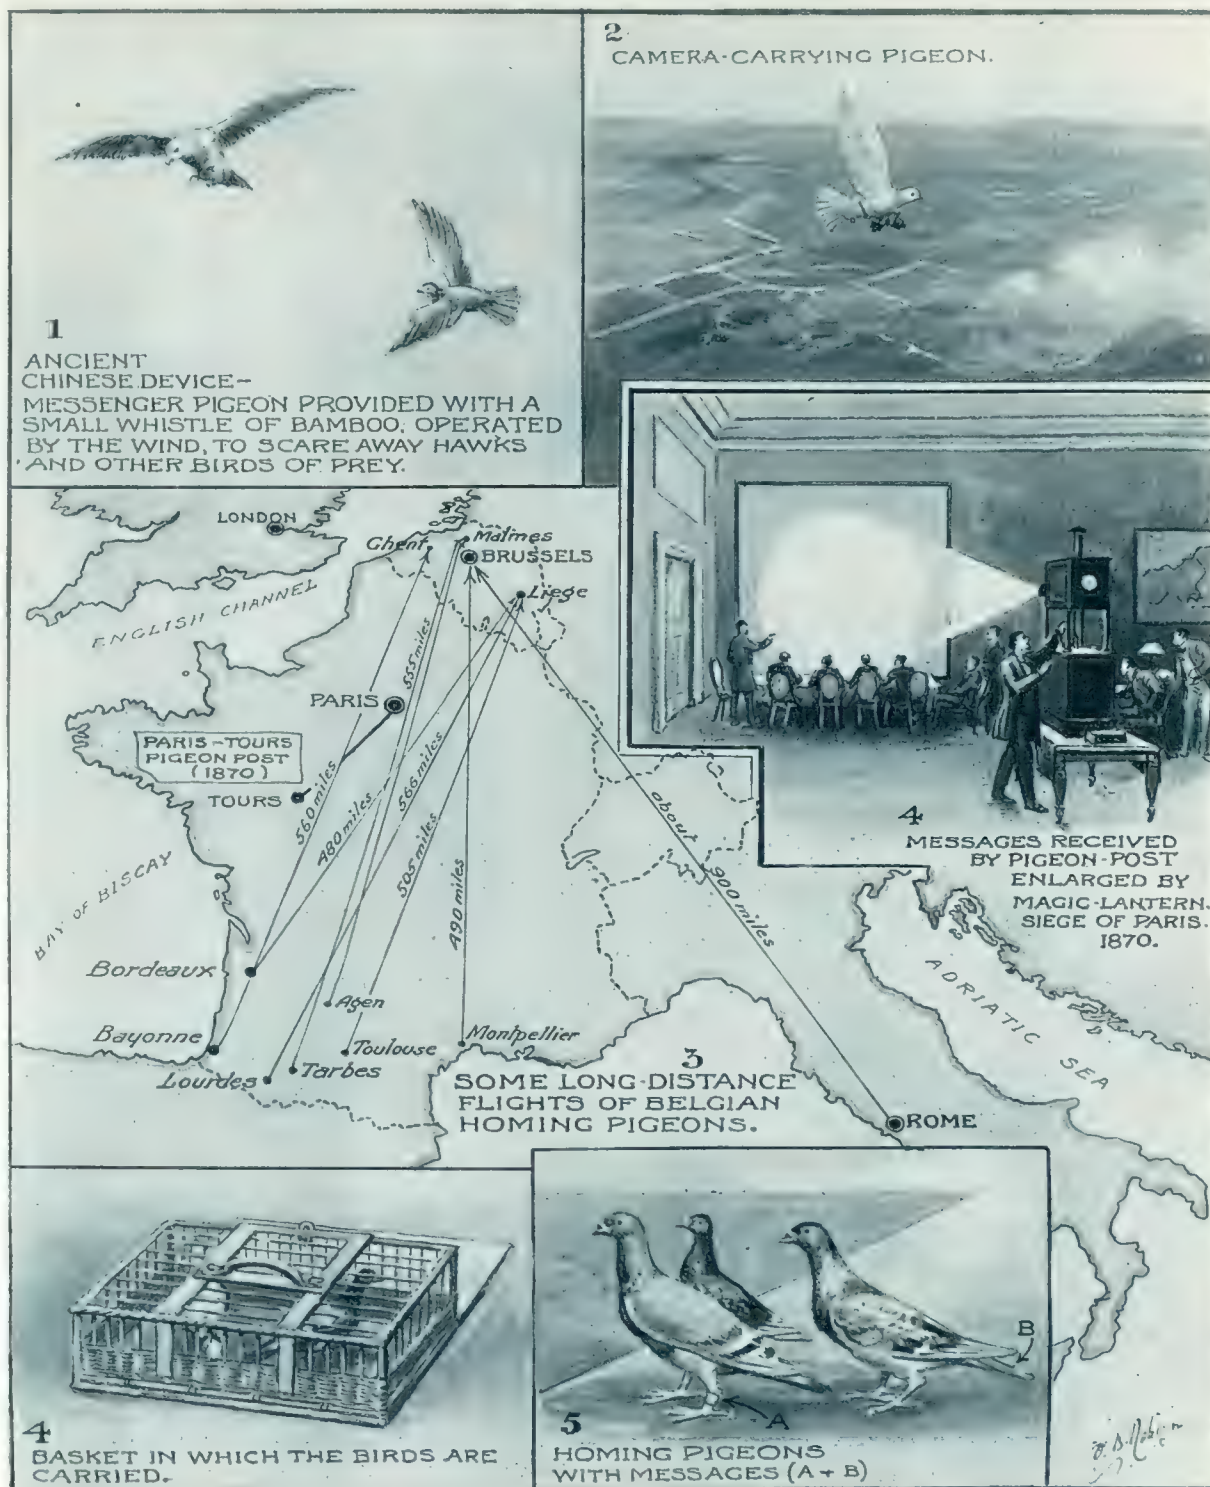 1
ANCIENT
CHINESE DEVICE-
MESSENGER PIGEON PROVIDED WITH A
SMALL WHISTLE OF BAMBOO, OPERATED
BY THE WIND, TO SCARE AWAY HAWKS
AND OTHER BIRDS OF PREY.
2
CAMERA-CARRYING PIGEON.
LONDON
Ghent
Malines
BRUSSELS
Liege
ENGLISH CHANNEL
PARIS
PARIS-TOURS
PIGEON POST
(1870)
TOURS
555 miles
560 miles
480 miles
566 miles
505 miles
490 miles
about 900 miles
BAY OF BISCAY
Bordeaux
Bayonne
Lourdes
Agen
Tarbes
Toulouse
Montpellier
3
SOME LONG-DISTANCE
FLIGHTS OF BELGIAN
HOMING PIGEONS.
ROME
ADRIATIC SEA
4
MESSAGES RECEIVED
BY PIGEON-POST
ENLARGED BY
MAGIC-LANTERN.
SIEGE OF PARIS.
1870.
4
BASKET IN WHICH THE BIRDS ARE
CARRIED.
A
B
5
HOMING PIGEONS
WITH MESSAGES (A + B)